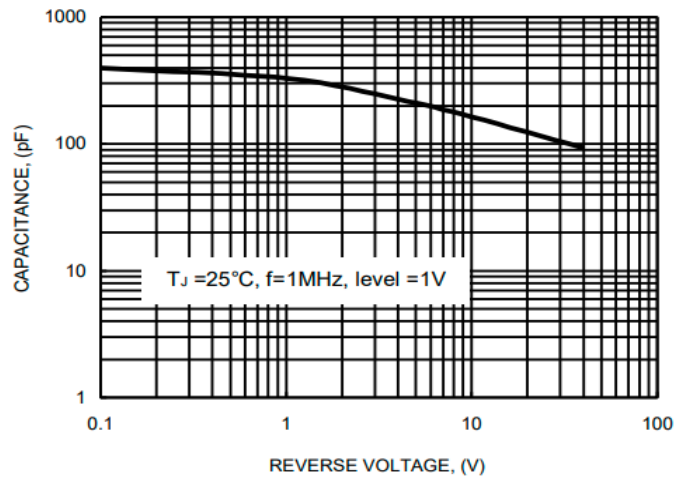 1000
100
10
1
CAPACITANCE, (pF)
TJ =25°C, f=1MHz, level =1V
0.1 1 10 100
REVERSE VOLTAGE, (V)